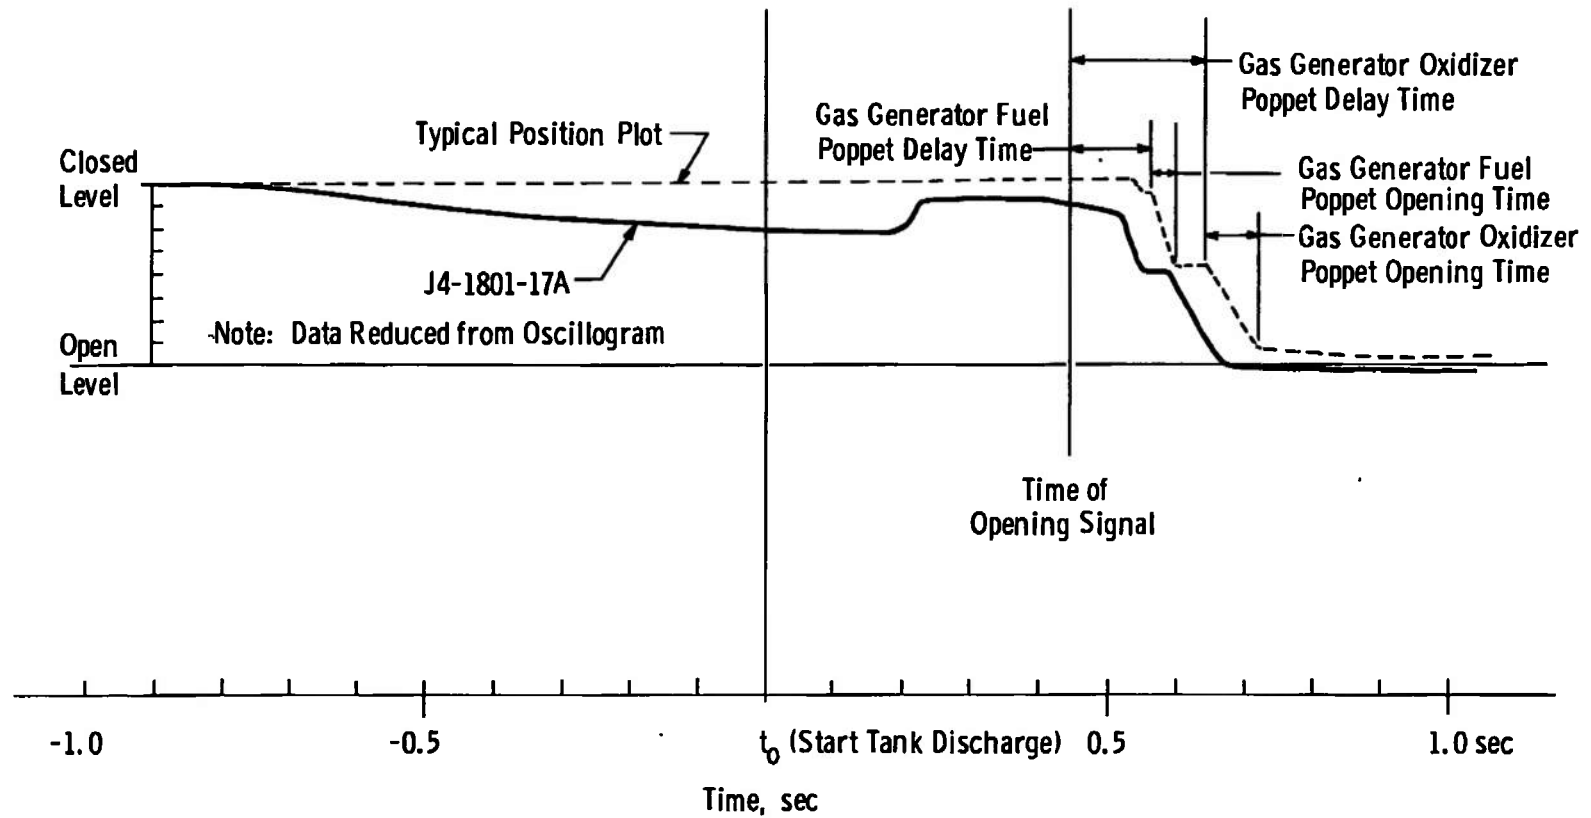 Gas Generator Oxidizer
Poppet Delay Time
Gas Generator Fuel
Poppet Delay Time
Typical Position Plot
Closed
Level
Gas Generator Fuel
Poppet Opening Time
Gas Generator Oxidizer
Poppet Opening Time
J4-1801-17A
Note: Data Reduced from Oscillogram
Open
Level
Time of
Opening Signal
-1.0 -0.5 t0 (Start Tank Discharge) 0.5 1.0 sec
Time, sec